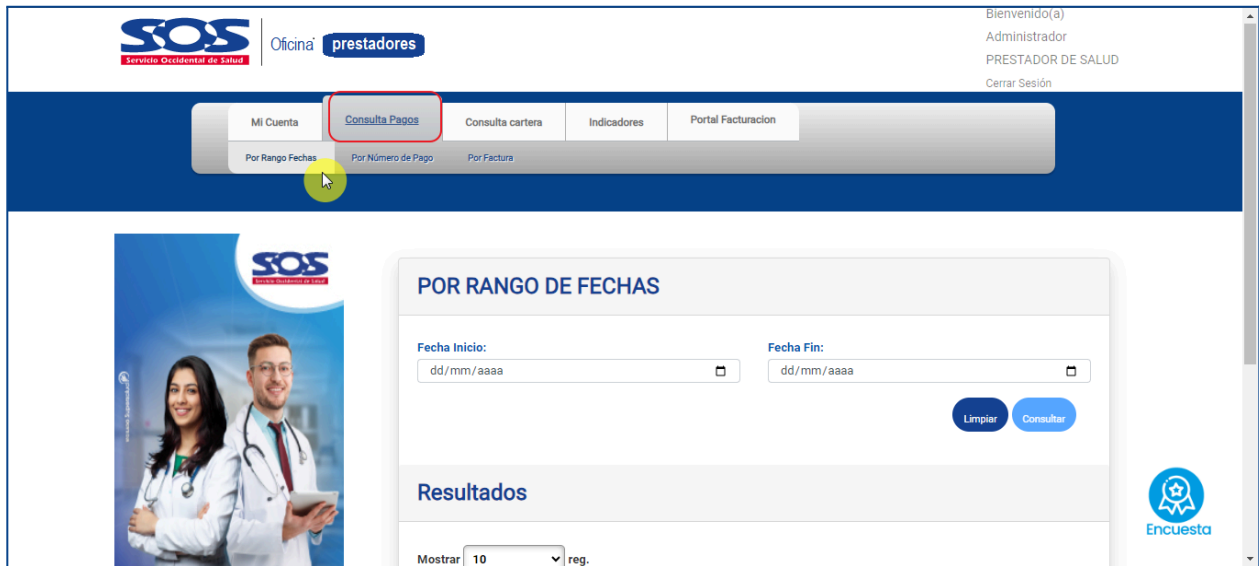 Bienvenido(a)
SOS
Servicio Occidental de Salud
Oficina prestadores
Administrador
PRESTADOR DE SALUD
Cerrar Sesión
Mi Cuenta
Consulta Pagos
Consulta cartera
Indicadores
Portal Facturacion
Por Rango Fechas
Por Número de Pago
Por Factura
SOS
Servicio Occidental de Salud
POR RANGO DE FECHAS
Fecha Inicio:
Fecha Fin:
dd/mm/aaaa
dd/mm/aaaa
Limpiar
Consultar
Resultados
Mostrar 10 reg.
Encuesta